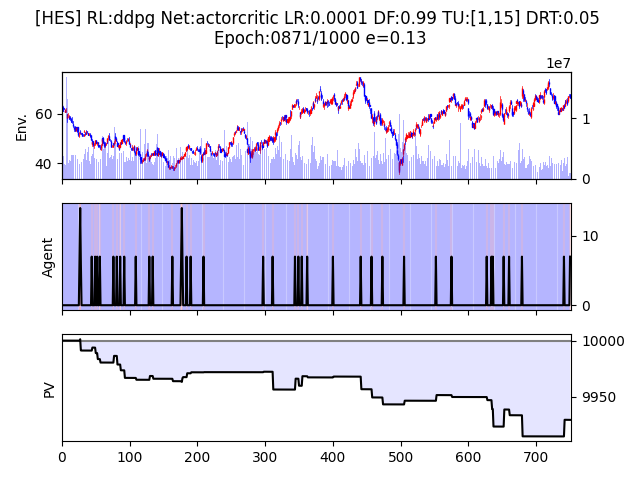 [HES] RL:ddpg Net:actorcritic LR:0.0001 DF:0.99 TU:[1,15] DRT:0.05
Epoch:0871/1000 e=0.13
1e7
Env.
60
40
1
0
Agent
10
0
PV
10000
9950
0 100 200 300 400 500 600 700